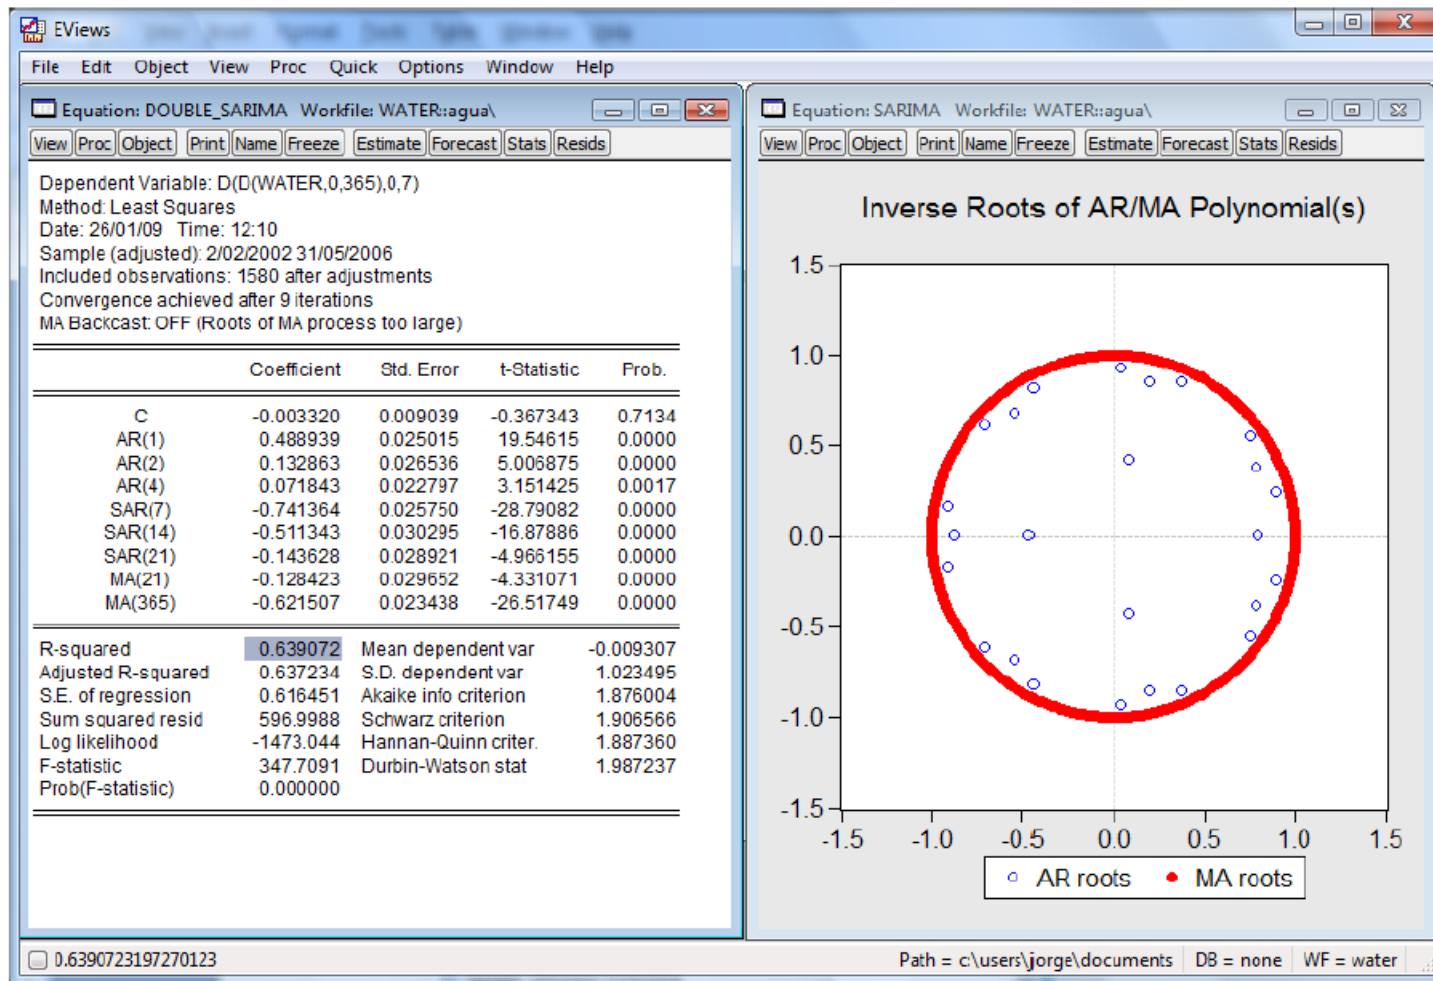 EViews
File Edit Object View Proc Quick Options Window Help
Equation: DOUBLE_SARIMA Workfile: WATER::agua\
View Proc Object Print Name Freeze Estimate Forecast Stats Resids
Dependent Variable: D(D(WATER,0,365),0,7)
Method: Least Squares
Date: 26/01/09 Time: 12:10
Sample (adjusted): 2/02/2002 31/05/2006
Included observations: 1580 after adjustments
Convergence achieved after 9 iterations
MA Backcast: OFF (Roots of MA process too large)
Coefficient Std. Error t-Statistic Prob.
C -0.003320 0.009039 -0.367343 0.7134
AR(1) 0.488939 0.025015 19.54615 0.0000
AR(2) 0.132863 0.026536 5.006875 0.0000
AR(4) 0.071843 0.022797 3.151425 0.0017
SAR(7) -0.741364 0.025750 -28.79082 0.0000
SAR(14) -0.511343 0.030295 -16.87886 0.0000
SAR(21) -0.143628 0.028921 -4.966155 0.0000
MA(21) -0.128423 0.029652 -4.331071 0.0000
MA(365) -0.621507 0.023438 -26.51749 0.0000
R-squared 0.639072 Mean dependent var -0.009307
Adjusted R-squared 0.637234 S.D. dependent var 1.023495
S.E. of regression 0.616451 Akaike info criterion 1.876004
Sum squared resid 596.9988 Schwarz criterion 1.906566
Log likelihood -1473.044 Hannan-Quinn criter. 1.887360
F-statistic 347.7091 Durbin-Watson stat 1.987237
Prob(F-statistic) 0.000000
Equation: SARIMA Workfile: WATER::agua\
View Proc Object Print Name Freeze Estimate Forecast Stats Resids
Inverse Roots of AR/MA Polynomial(s)
1.5
1.0
0.5
0.0
-0.5
-1.0
-1.5
-1.5 -1.0 -0.5 0.0 0.5 1.0 1.5
AR roots MA roots
0.6390723197270123
Path = c:\users\jorge\documents DB = none WF = water